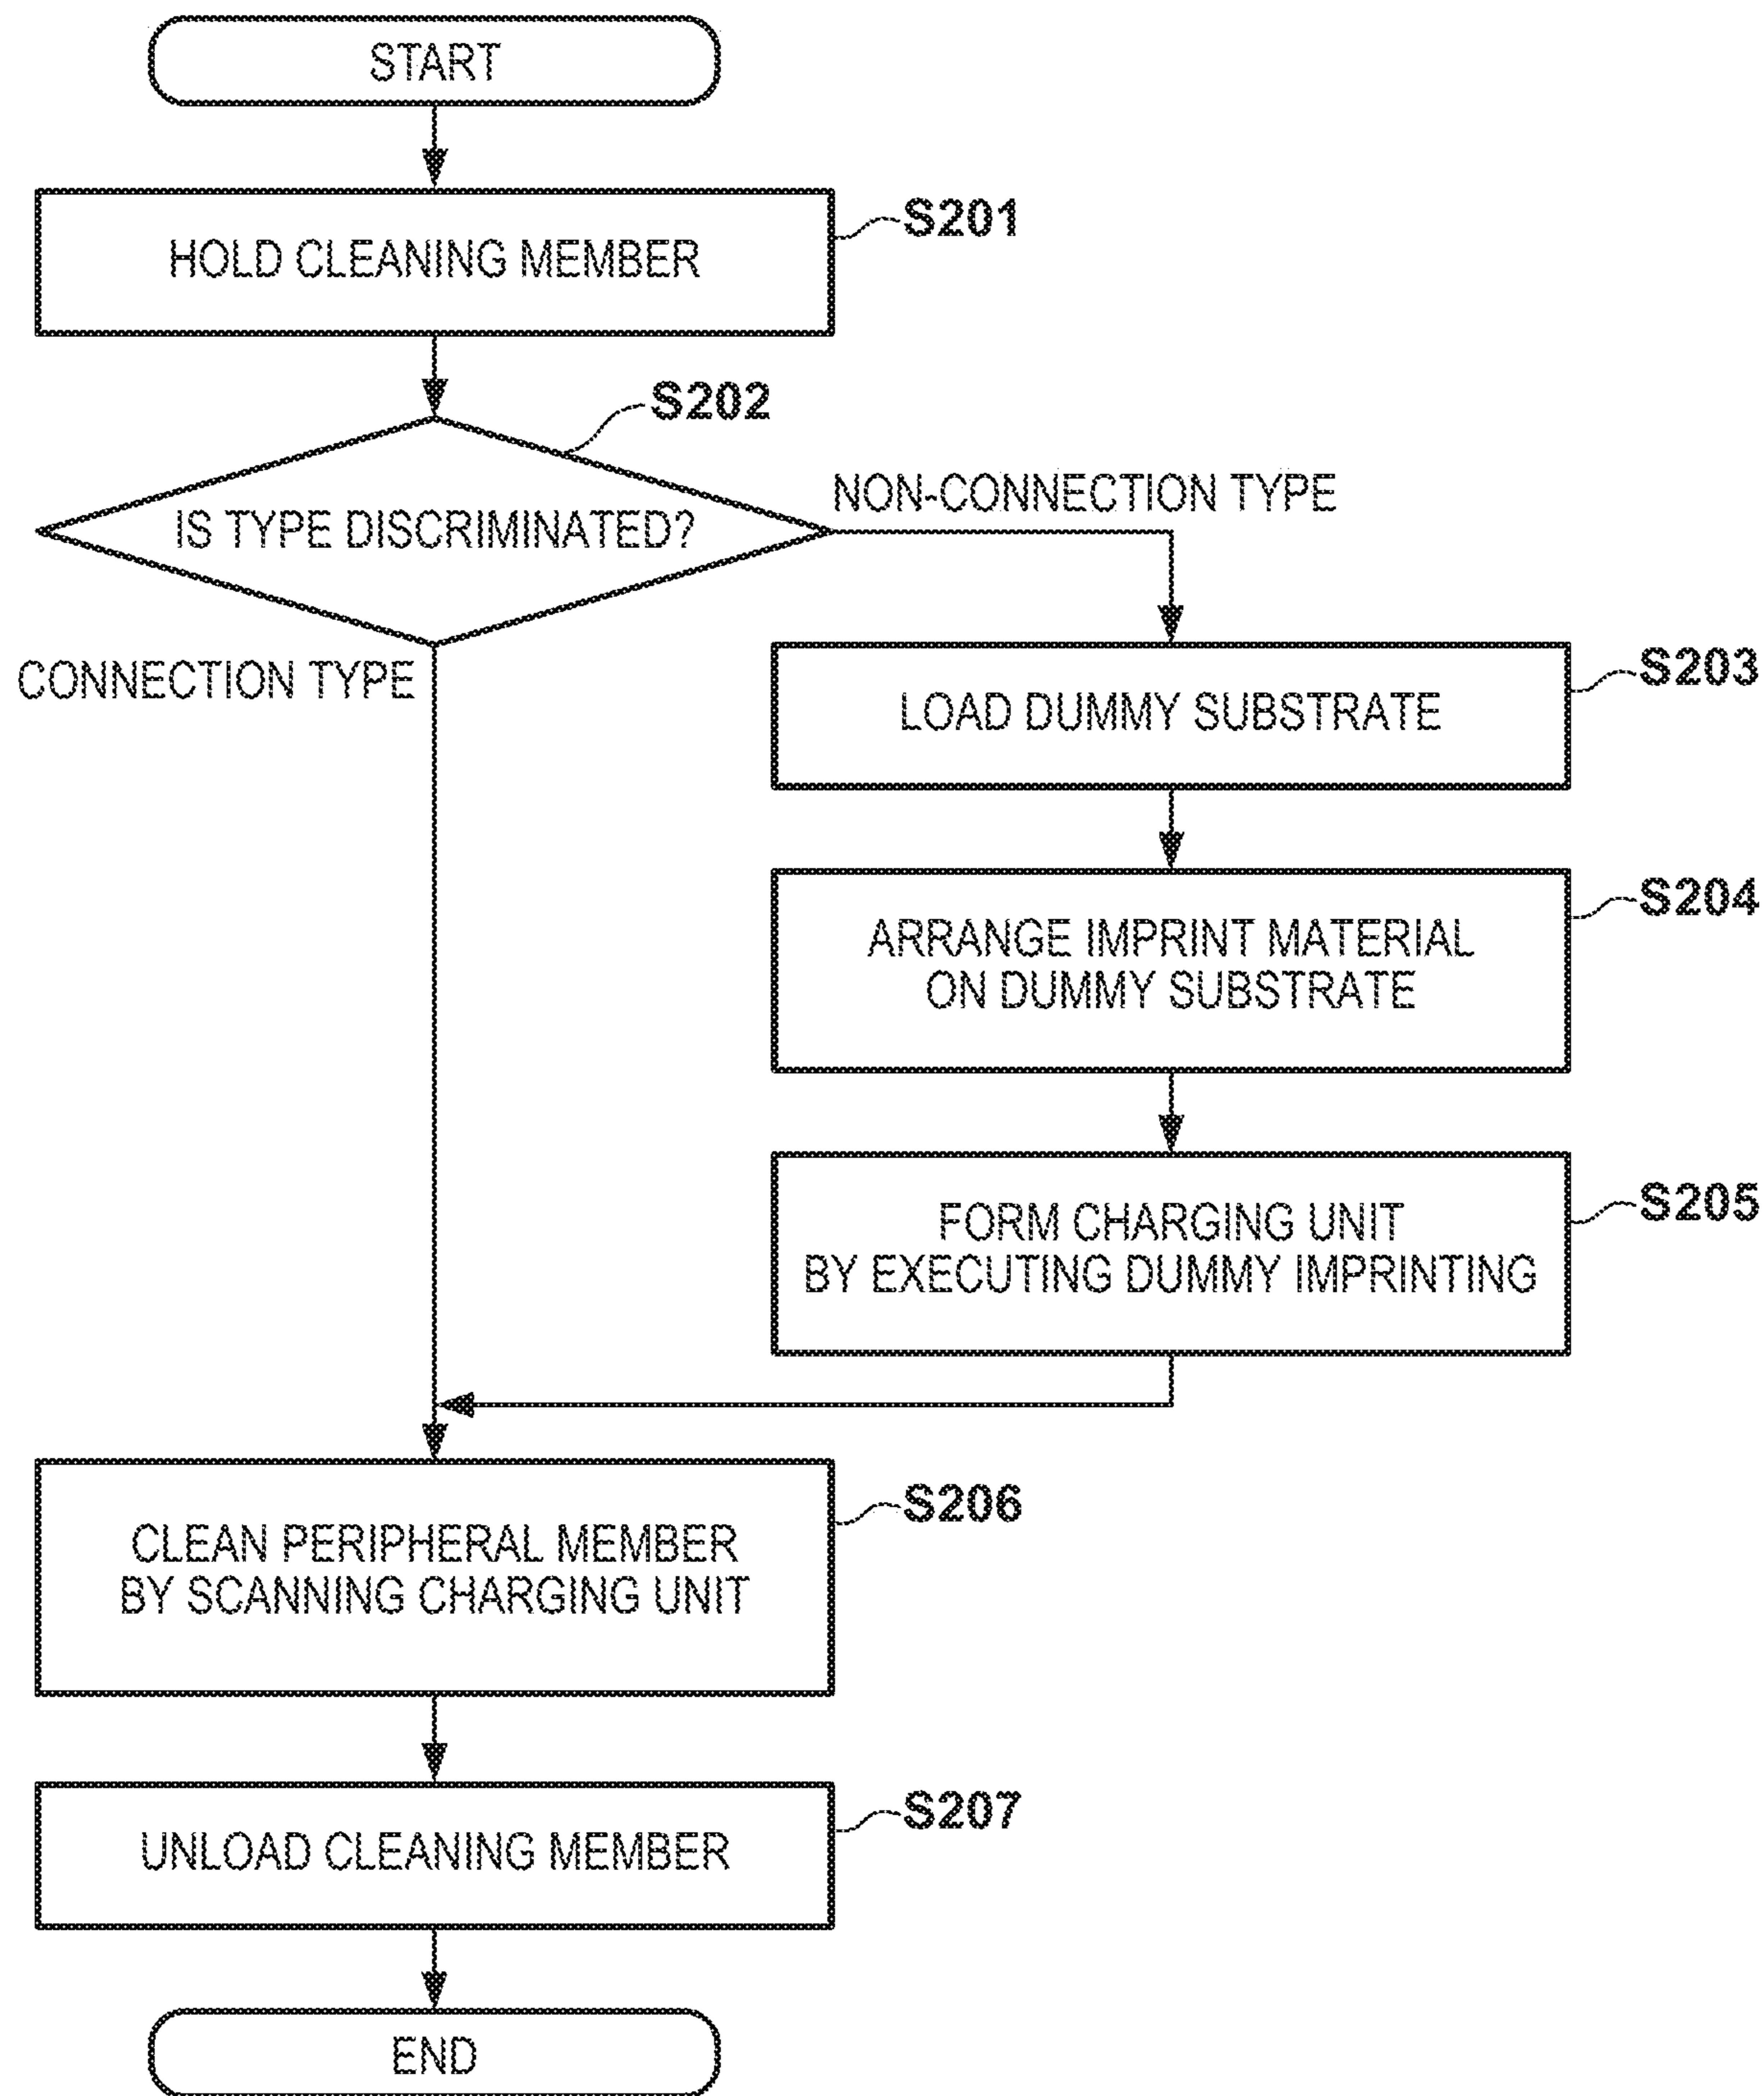 START
HOLD CLEANING MEMBER
S201
S202
IS TYPE DISCRIMINATED?
NON-CONNECTION TYPE
CONNECTION TYPE
LOAD DUMMY SUBSTRATE
S203
ARRANGE IMPRINT MATERIAL
ON DUMMY SUBSTRATE
S204
FORM CHARGING UNIT
BY EXECUTING DUMMY IMPRINTING
S205
CLEAN PERIPHERAL MEMBER
BY SCANNING CHARGING UNIT
S206
UNLOAD CLEANING MEMBER
S207
END